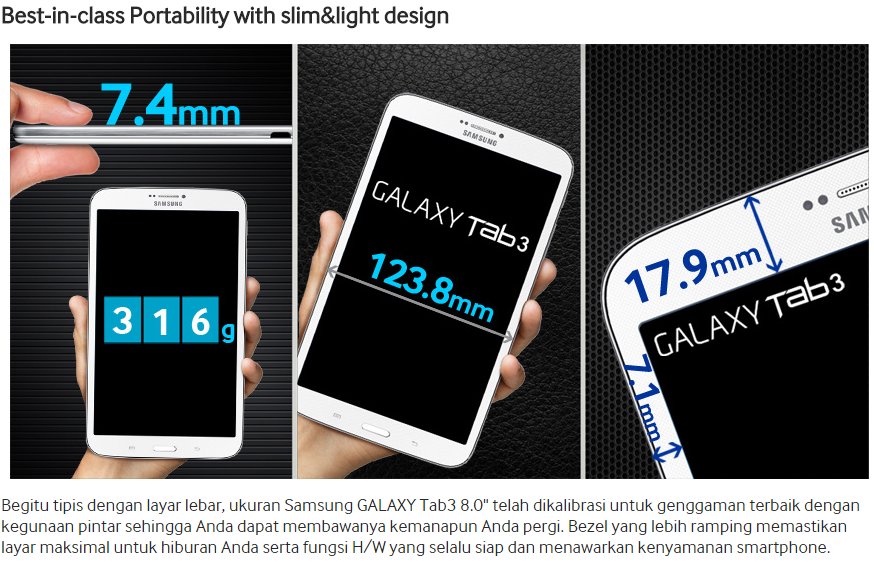 Best-in-class Portability with slim&light design
7.4mm
SAMSUNG
316g
SAMSUNG
GALAXY Tab3
123.8mm
SAM
17.9mm
GALAXY Tab3
7.1mm
Begitu tipis dengan layar lebar, ukuran Samsung GALAXY Tab3 8.0" telah dikalibrasi untuk genggaman terbaik dengan
kegunaan pintar sehingga Anda dapat membawanya kemanapun Anda pergi. Bezel yang lebih ramping memastikan
layar maksimal untuk hiburan Anda serta fungsi H/W yang selalu siap dan menawarkan kenyamanan smartphone.